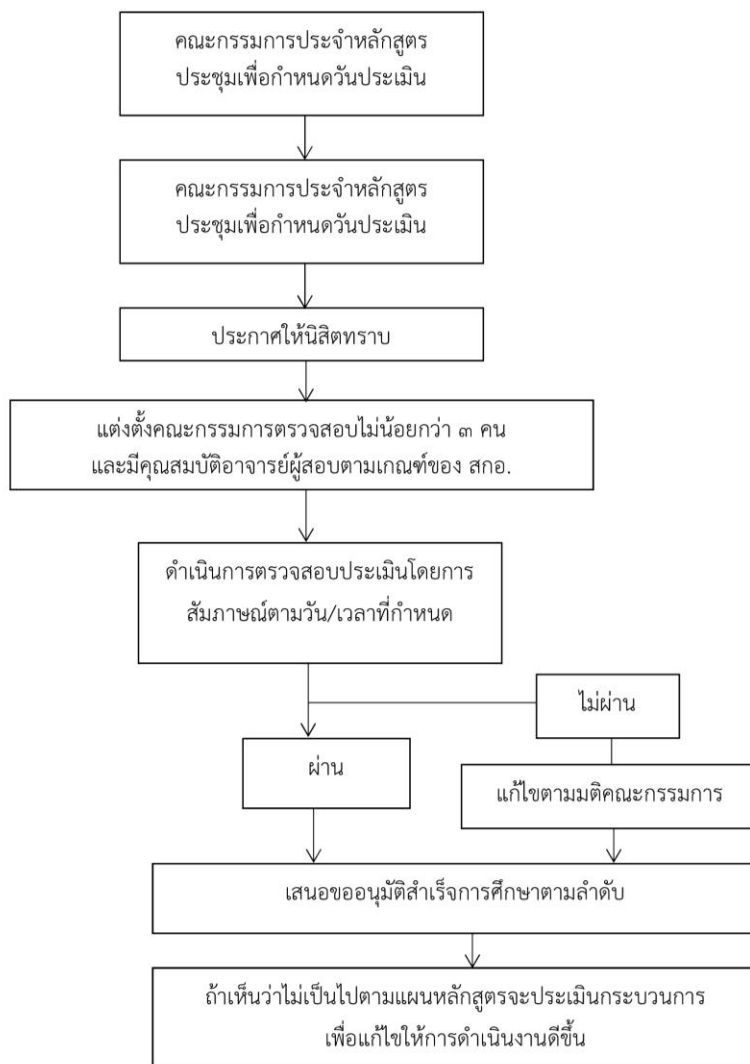 คณะกรรมการประจำหลักสูตร
ประชุมเพื่อกำหนดวันประเมิน
คณะกรรมการประจำหลักสูตร
ประชุมเพื่อกำหนดวันประเมิน
ประกาศให้นิสิตทราบ
แต่งตั้งคณะกรรมการตรวจสอบไม่น้อยกว่า ๓ คน
และมีคุณสมบัติอาจารย์ผู้สอบตามเกณฑ์ของ สกอ.
ดำเนินการตรวจสอบประเมินโดยการ
สัมภาษณ์ตามวัน/เวลาที่กำหนด
ไม่ผ่าน
ผ่าน
แก้ไขตามมติคณะกรรมการ
เสนอขออนุมัติสำเร็จการศึกษาตามลำดับ
ถ้าเห็นว่าไม่เป็นไปตามแผนหลักสูตรจะประเมินกระบวนการ
เพื่อแก้ไขให้การดำเนินงานดีขึ้น